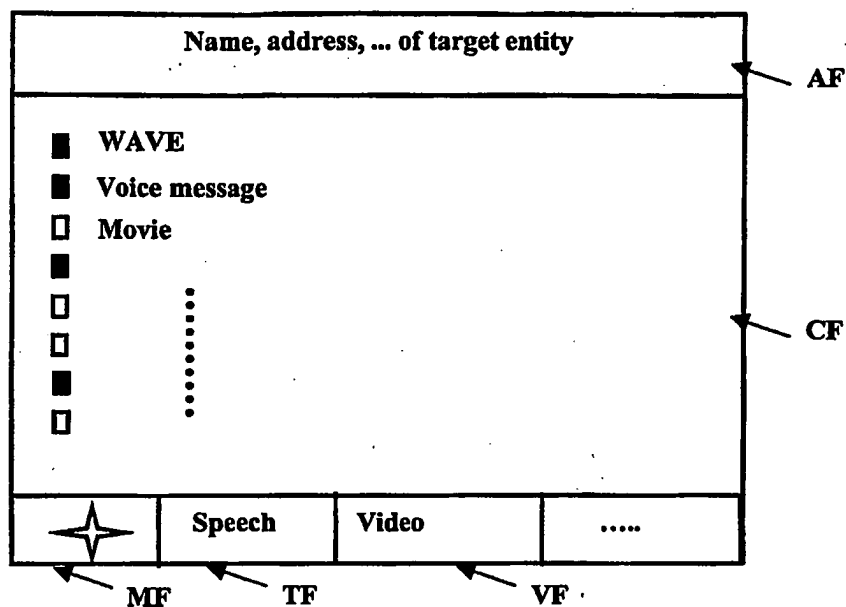 Name, address, ... of target entity
AF
WAVE
Voice message
Movie
CF
Speech Video .....
MF TF VF